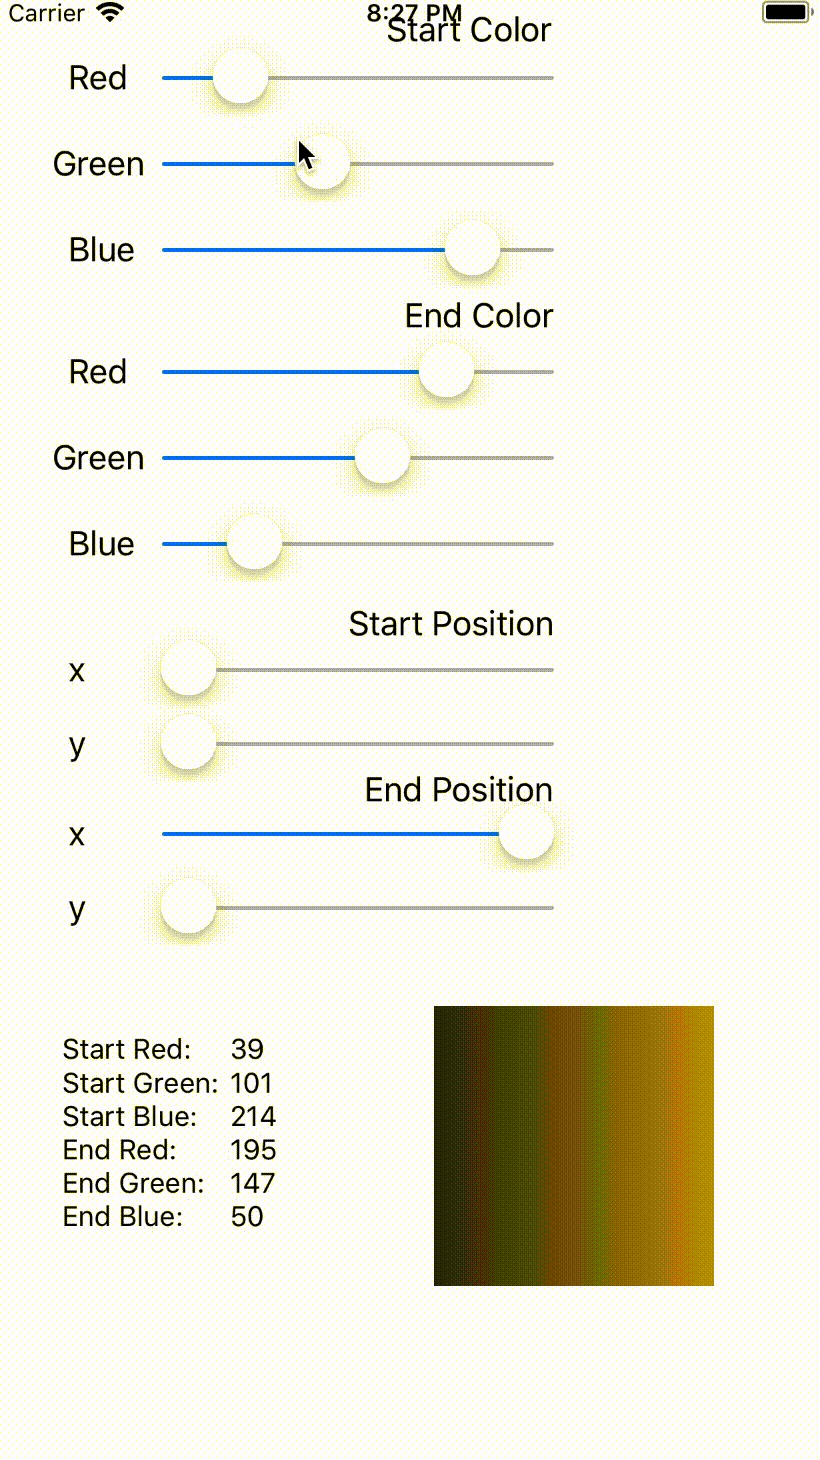 Carrier 8:27 PM
Start Color
Red
Green
Blue
End Color
Red
Green
Blue
Start Position
x
y
End Position
x
y
Start Red: 39
Start Green: 101
Start Blue: 214
End Red: 195
End Green: 147
End Blue: 50